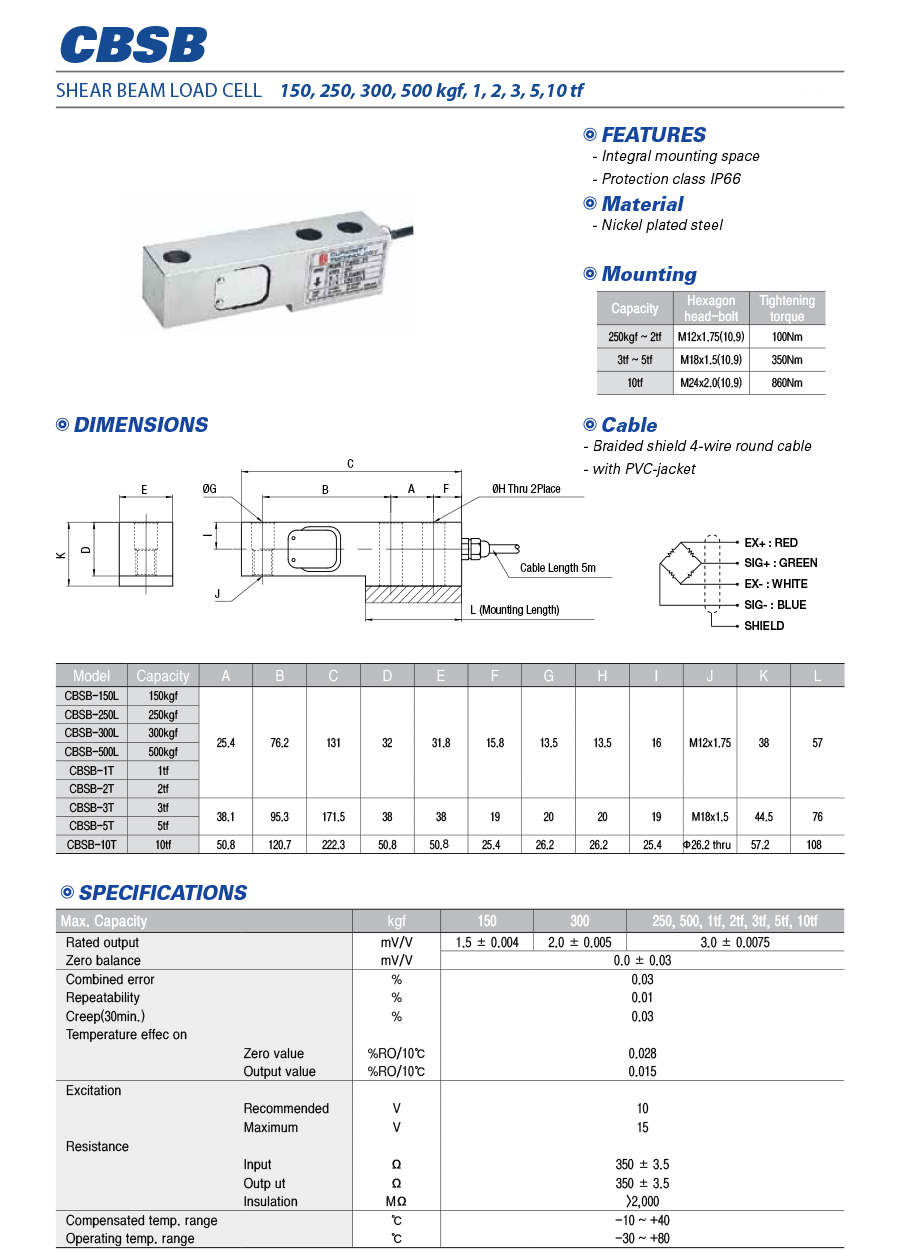 CBSB
SHEAR BEAM LOAD CELL 150, 250, 300, 500 kgf, 1, 2, 3, 5,10 tf
FEATURES
- Integral mounting space
- Protection class IP66
Material
- Nickel plated steel
Mounting
Capacity Hexagon head-bolt Tightening torque
250kgf ~ 2tf M12x1.75(10.9) 100Nm
3tf ~ 5tf M18x1.5(10.9) 350Nm
10tf M24x2.0(10.9) 860Nm
DIMENSIONS
Cable
- Braided shield 4-wire round cable
- with PVC-jacket
C
E ØG B A F ØH Thru 2Place
K D I
J
Cable Length 5m
L (Mounting Length)
EX+ : RED
SIG+ : GREEN
EX- : WHITE
SIG- : BLUE
SHIELD
Model Capacity A B C D E F G H I J K L
CBSB-150L 150kgf
CBSB-250L 250kgf
CBSB-300L 300kgf
CBSB-500L 500kgf
25.4 76.2 131 32 31.8 15.8 13.5 13.5 16 M12x1.75 38 57
CBSB-1T 1tf
CBSB-2T 2tf
CBSB-3T 3tf
CBSB-5T 5tf
38.1 95.3 171.5 38 38 19 20 20 19 M18x1.5 44.5 76
CBSB-10T 10tf 50.8 120.7 222.3 50.8 50.8 25.4 26.2 26.2 25.4 Φ26.2 thru 57.2 108
SPECIFICATIONS
Max. Capacity kgf 150 300 250, 500, 1tf, 2tf, 3tf, 5tf, 10tf
Rated output mV/V 1.5 ± 0.004 2.0 ± 0.005 3.0 ± 0.0075
Zero balance mV/V 0.0 ± 0.03
Combined error % 0.03
Repeatability % 0.01
Creep(30min.) % 0.03
Temperature effec on
Zero value %RO/10℃ 0.028
Output value %RO/10℃ 0.015
Excitation
Recommended V 10
Maximum V 15
Resistance
Input Ω 350 ± 3.5
Outp ut Ω 350 ± 3.5
Insulation MΩ >2,000
Compensated temp. range ℃ -10 ~ +40
Operating temp. range ℃ -30 ~ +80